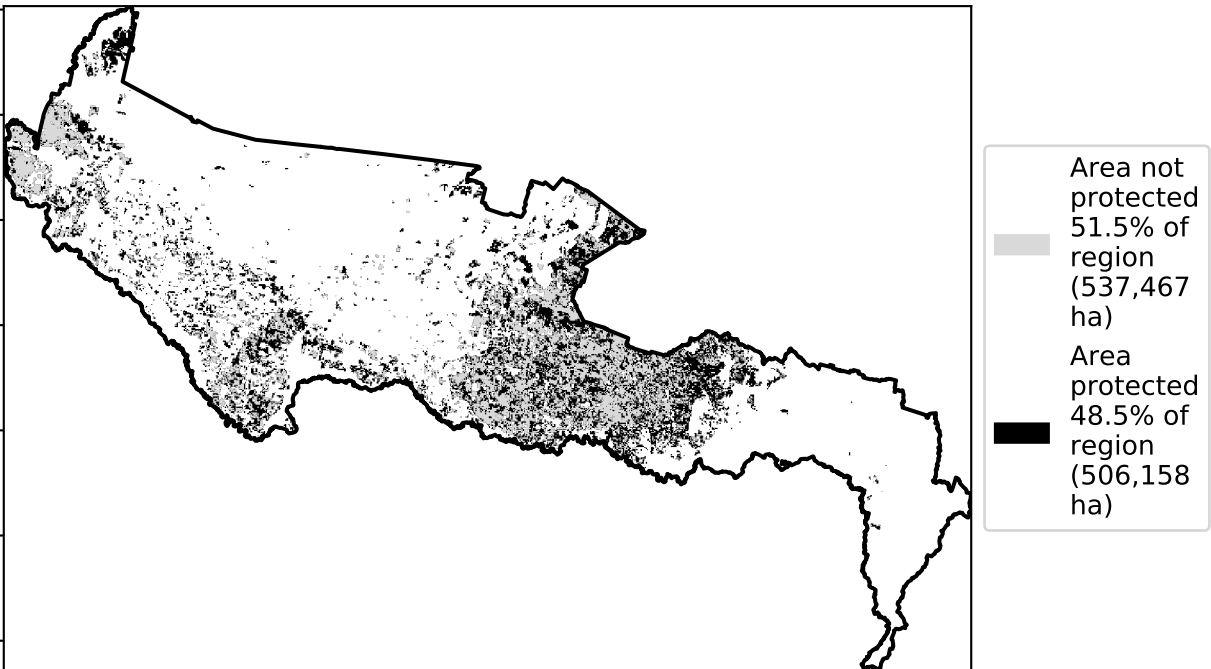 Area not
protected
51.5% of
region
(537,467
ha)
Area
protected
48.5% of
region
(506,158
ha)